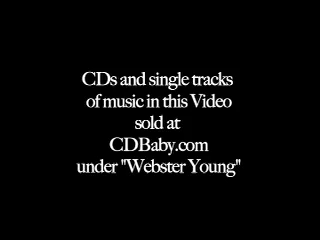 CDs and single tracks
of music in this Video
sold at
CDBaby.com
under "Webster Young"